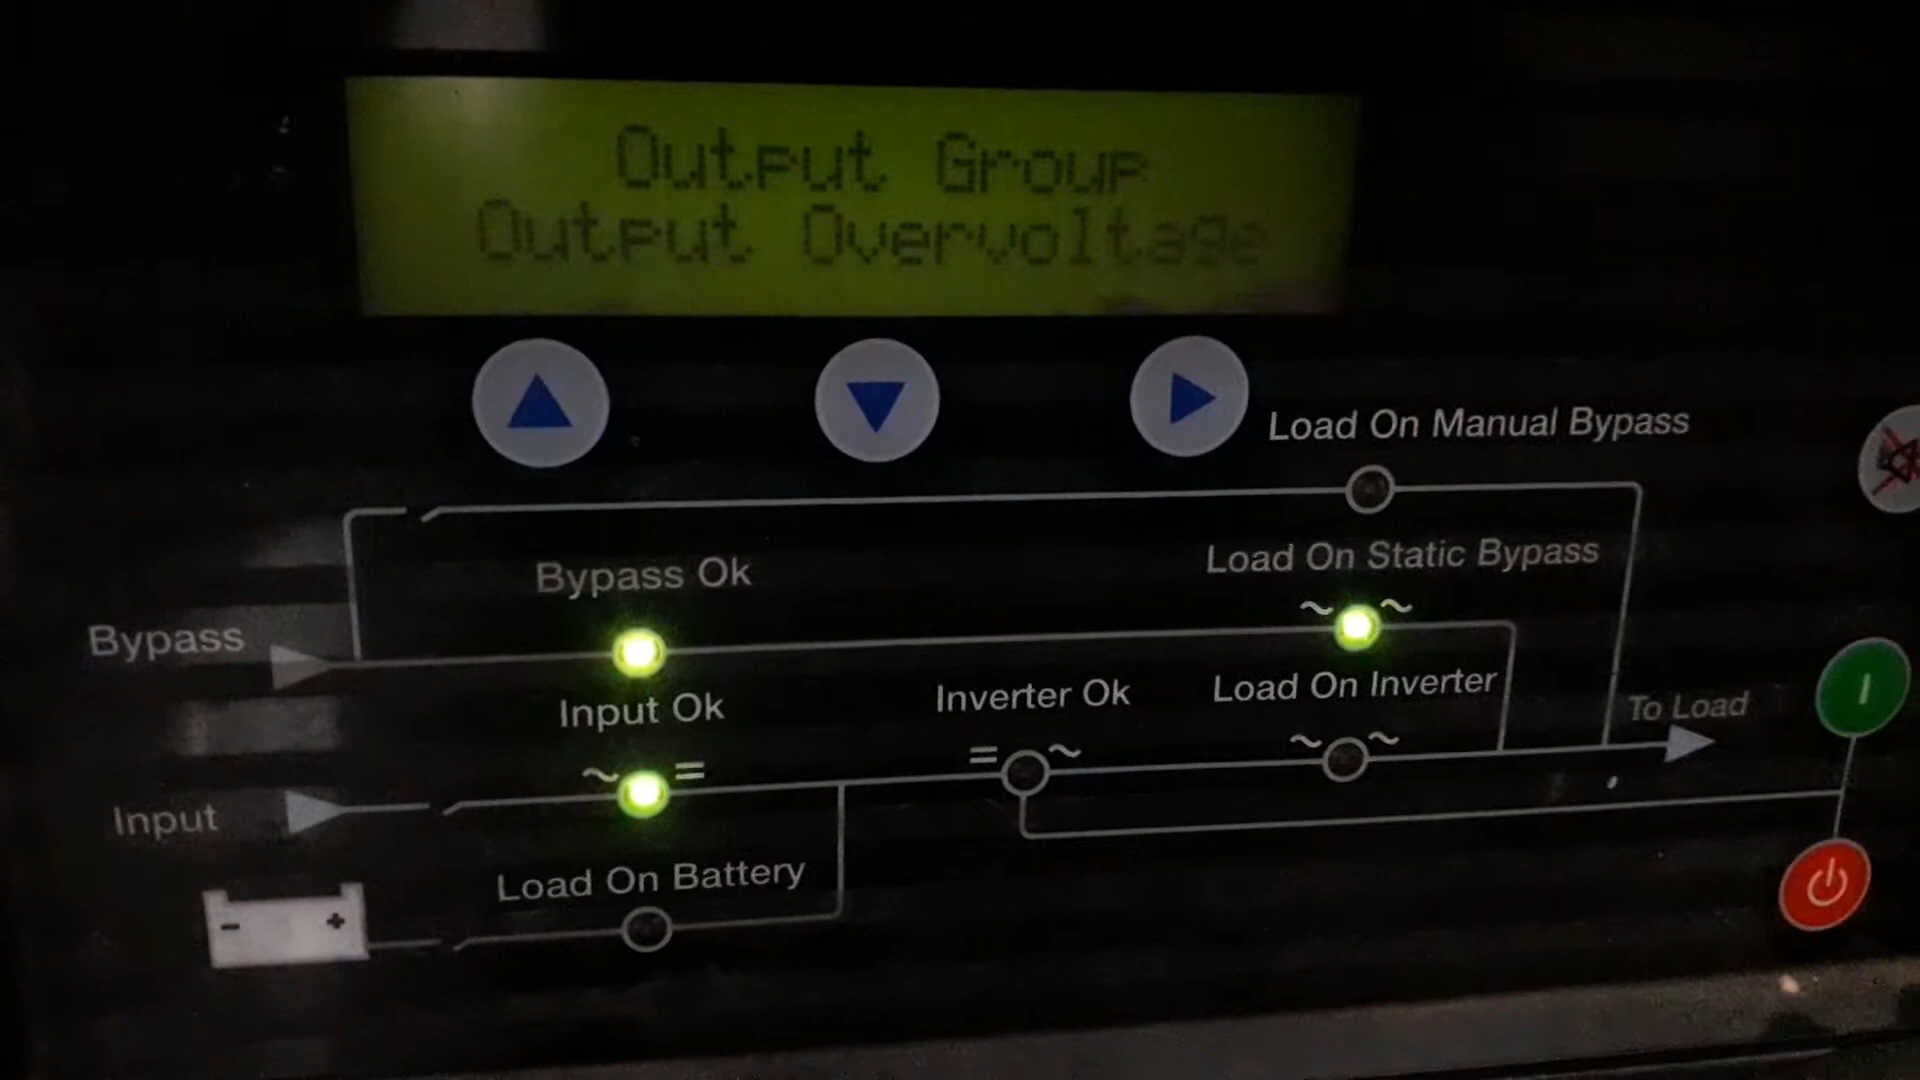 Output Group
Output Overvoltage
Load On Manual Bypass
Bypass Ok
Load On Static Bypass
Bypass
Input Ok
Inverter Ok
Load On Inverter
To Load
Input
Load On Battery